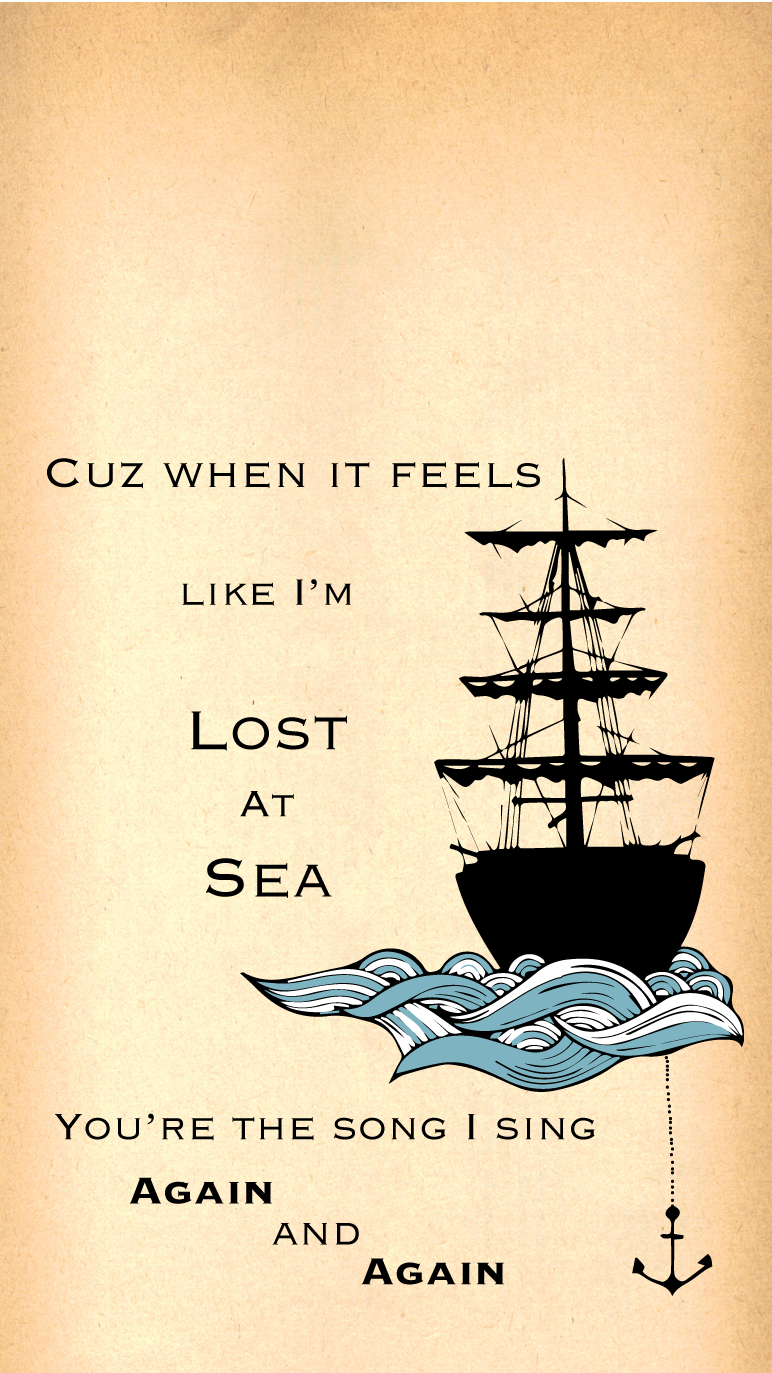 Cuz when it feels
like I'm
Lost
At
Sea
You're the song I sing
Again
and
Again